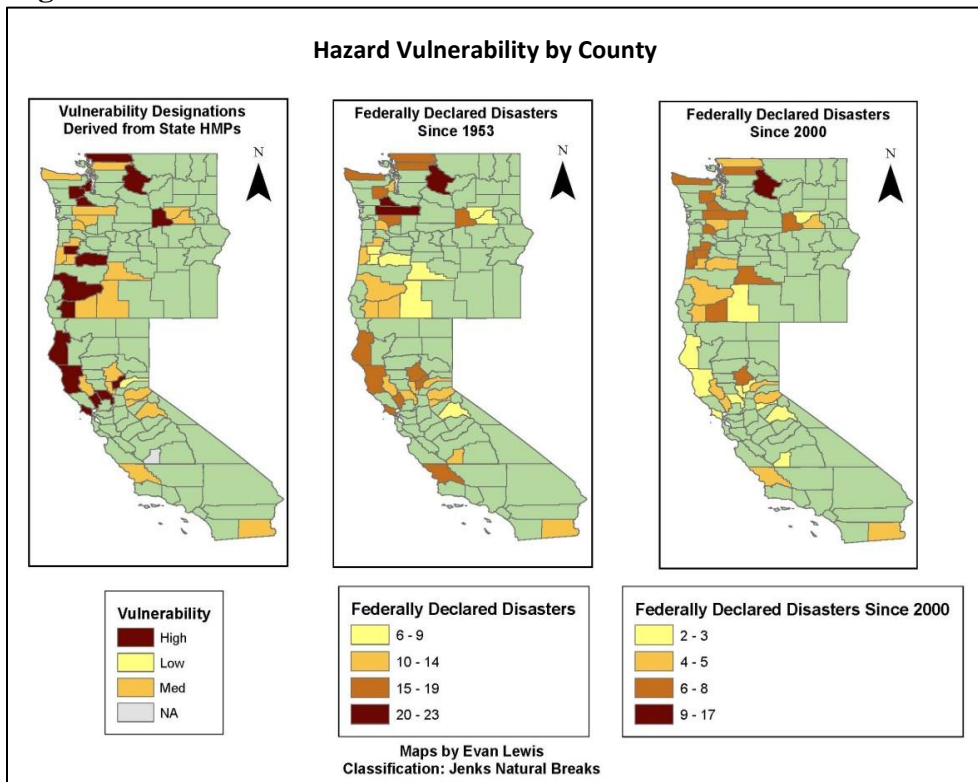 Hazard Vulnerability by County
Vulnerability Designations
Derived from State HMPs
N
Federally Declared Disasters
Since 1953
N
Federally Declared Disasters
Since 2000
N
Vulnerability
High
Low
Med
NA
Federally Declared Disasters
6 - 9
10 - 14
15 - 19
20 - 23
Federally Declared Disasters Since 2000
2 - 3
4 - 5
6 - 8
9 - 17
Maps by Evan Lewis
Classification: Jenks Natural Breaks